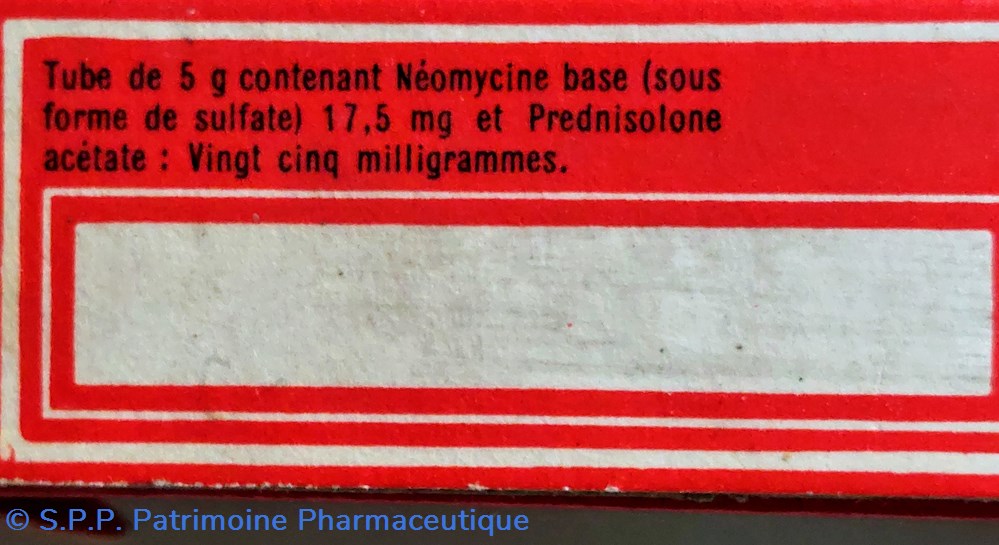 Tube de 5 g contenant Néomycine base (sous
forme de sulfate) 17,5 mg et Prednisolone
acétate : Vingt cinq milligrammes.
© S.P.P. Patrimoine Pharmaceutique